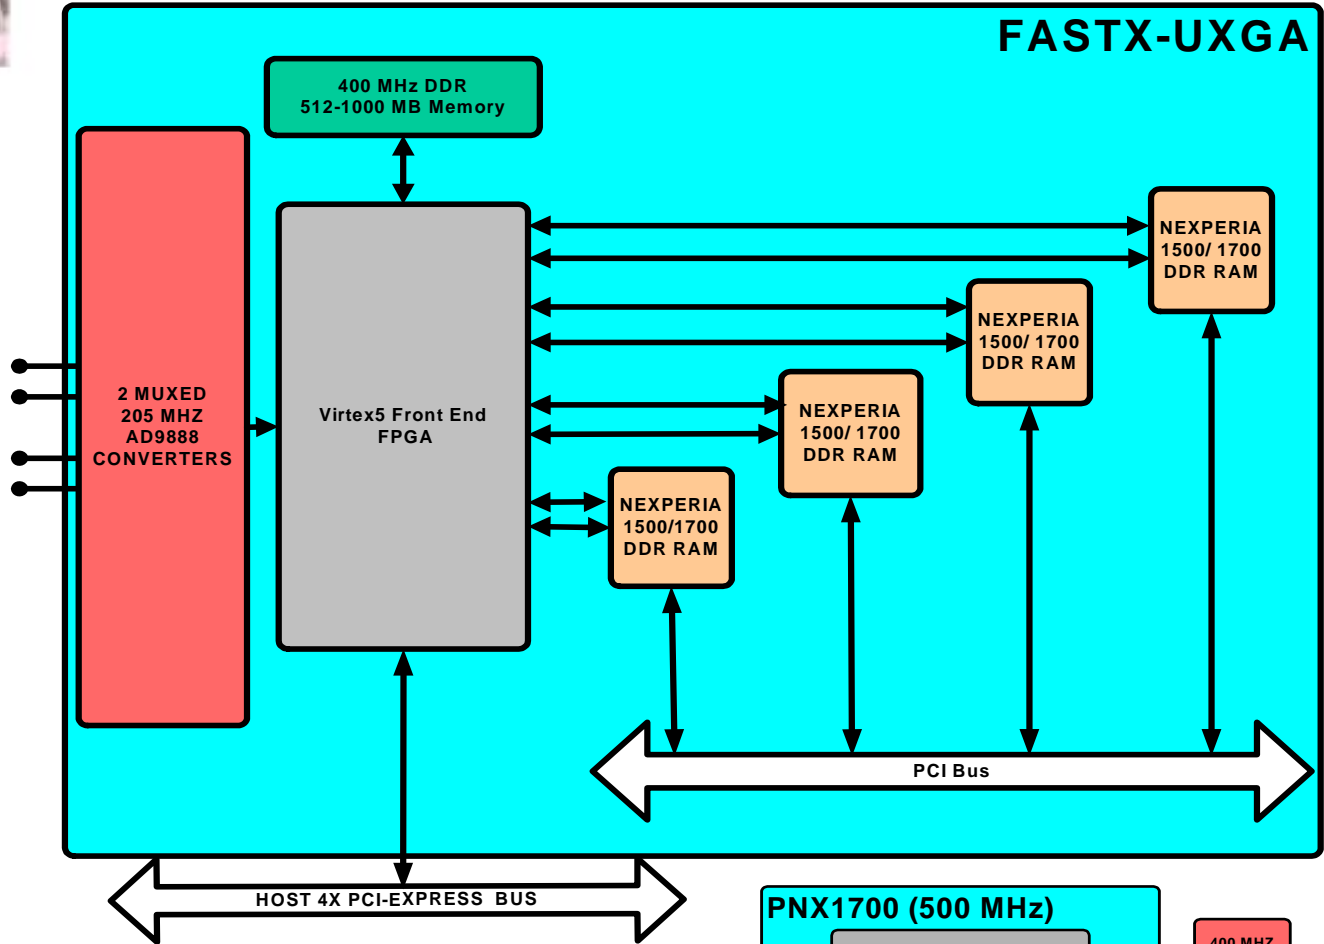 FASTX-UXGA
400 MHz DDR
512-1000 MB Memory
NEXPERIA
1500/ 1700
DDR RAM
NEXPERIA
1500/ 1700
DDR RAM
2 MUXED
205 MHZ
AD9888
CONVERTERS
Virtex5 Front End
FPGA
NEXPERIA
1500/ 1700
DDR RAM
NEXPERIA
1500/1700
DDR RAM
PCI Bus
HOST 4X PCI-EXPRESS BUS
PNX1700 (500 MHz)
400 MHZ